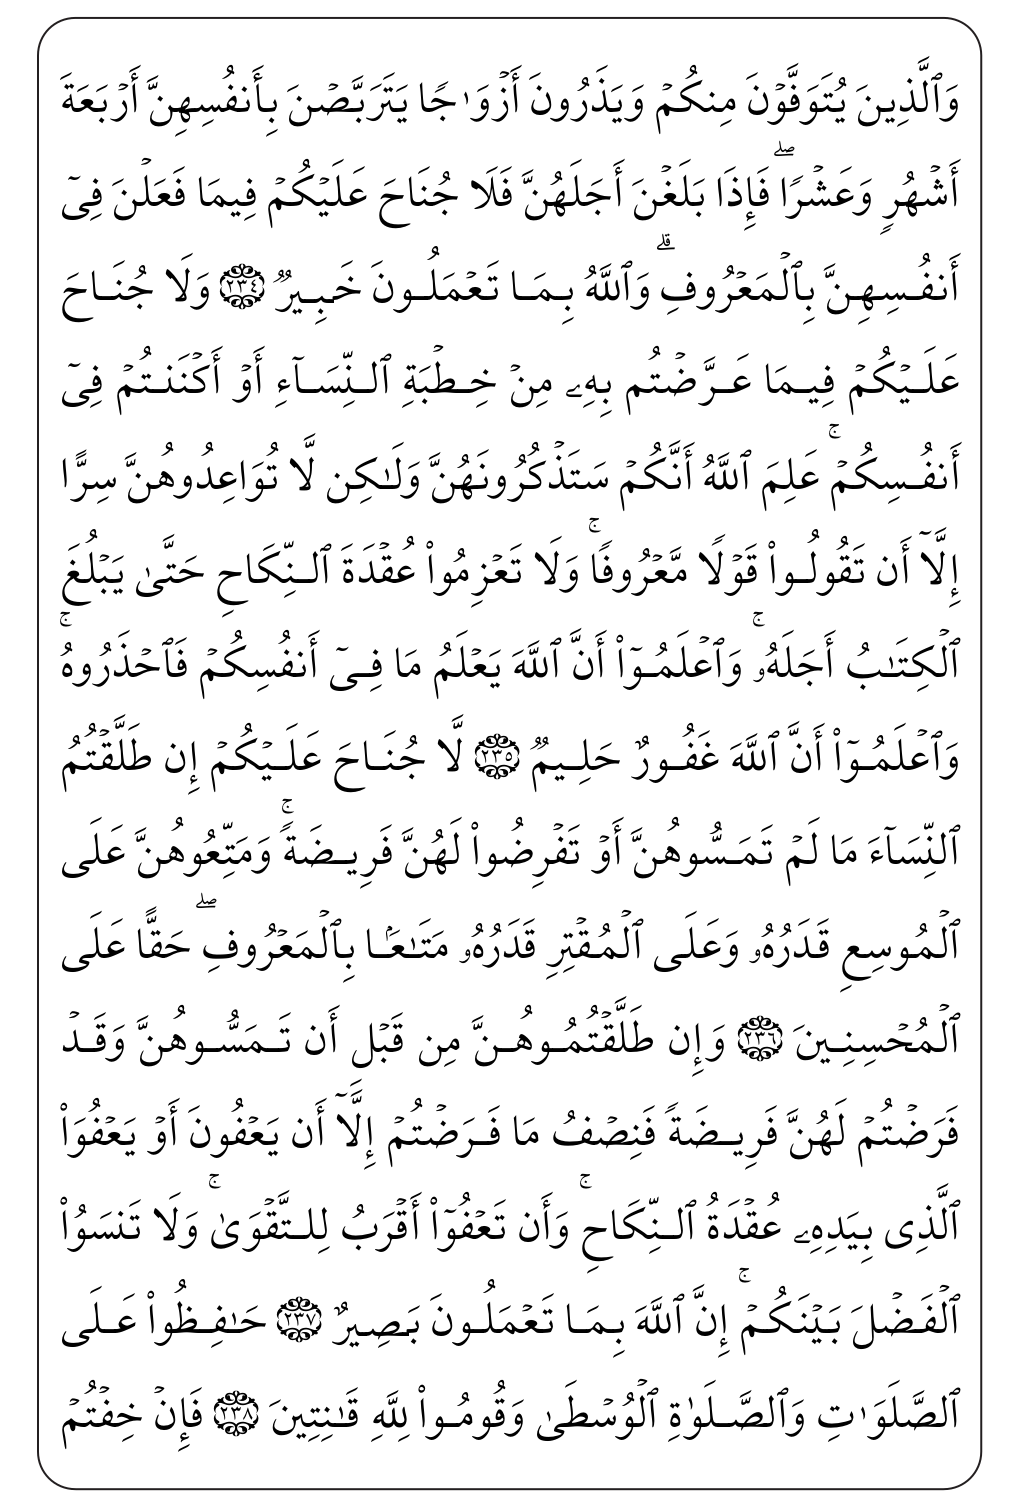 وَٱلَّذِينَ يُتَوَفَّوۡنَ مِنكُمۡ وَيَذَرُونَ أَزۡوَٰجٗا يَتَرَبَّصۡنَ بِأَنفُسِهِنَّ أَرۡبَعَةَ
أَشۡهُرٖ وَعَشۡرٗاۖ فَإِذَا بَلَغۡنَ أَجَلَهُنَّ فَلَا جُنَاحَ عَلَيۡكُمۡ فِيمَا فَعَلۡنَ فِىٓ
أَنفُسِهِنَّ بِٱلۡمَعۡرُوفِۗ وَٱللَّهُ بِمَا تَعۡمَلُونَ خَبِيرٞ ٢٣٤ وَلَا جُنَاحَ
عَلَيۡكُمۡ فِيمَا عَرَّضۡتُم بِهِۦ مِنۡ خِطۡبَةِ ٱلنِّسَآءِ أَوۡ أَكۡنَنتُمۡ فِىٓ
أَنفُسِكُمۡۚ عَلِمَ ٱللَّهُ أَنَّكُمۡ سَتَذۡكُرُونَهُنَّ وَلَٰكِن لَّا تُوَاعِدُوهُنَّ سِرًّا
إِلَّآ أَن تَقُولُواْ قَوۡلٗا مَّعۡرُوفٗاۚ وَلَا تَعۡزِمُواْ عُقۡدَةَ ٱلنِّكَاحِ حَتَّىٰ يَبۡلُغَ
ٱلۡكِتَٰبُ أَجَلَهُۥۚ وَٱعۡلَمُوٓاْ أَنَّ ٱللَّهَ يَعۡلَمُ مَا فِىٓ أَنفُسِكُمۡ فَٱحۡذَرُوهُۚ
وَٱعۡلَمُوٓاْ أَنَّ ٱللَّهَ غَفُورٌ حَلِيمٞ ٢٣٥ لَّا جُنَاحَ عَلَيۡكُمۡ إِن طَلَّقۡتُمُ
ٱلنِّسَآءَ مَا لَمۡ تَمَسُّوهُنَّ أَوۡ تَفۡرِضُواْ لَهُنَّ فَرِيضَةٗۚ وَمَتِّعُوهُنَّ عَلَى
ٱلۡمُوسِعِ قَدَرُهُۥ وَعَلَى ٱلۡمُقۡتِرِ قَدَرُهُۥ مَتَٰعَۢا بِٱلۡمَعۡرُوفِۖ حَقًّا عَلَى
ٱلۡمُحۡسِنِينَ ٢٣٦ وَإِن طَلَّقۡتُمُوهُنَّ مِن قَبۡلِ أَن تَمَسُّوهُنَّ وَقَدۡ
فَرَضۡتُمۡ لَهُنَّ فَرِيضَةٗ فَنِصۡفُ مَا فَرَضۡتُمۡ إِلَّآ أَن يَعۡفُونَ أَوۡ يَعۡفُوَاْ
ٱلَّذِى بِيَدِهِۦ عُقۡدَةُ ٱلنِّكَاحِۚ وَأَن تَعۡفُوٓاْ أَقۡرَبُ لِلتَّقۡوَىٰۚ وَلَا تَنسَوُاْ
ٱلۡفَضۡلَ بَيۡنَكُمۡۚ إِنَّ ٱللَّهَ بِمَا تَعۡمَلُونَ بَصِيرٌ ٢٣٧ حَٰفِظُواْ عَلَى
ٱلصَّلَوَٰتِ وَٱلصَّلَوٰةِ ٱلۡوُسۡطَىٰ وَقُومُواْ لِلَّهِ قَٰنِتِينَ ٢٣٨ فَإِنۡ خِفۡتُمۡ